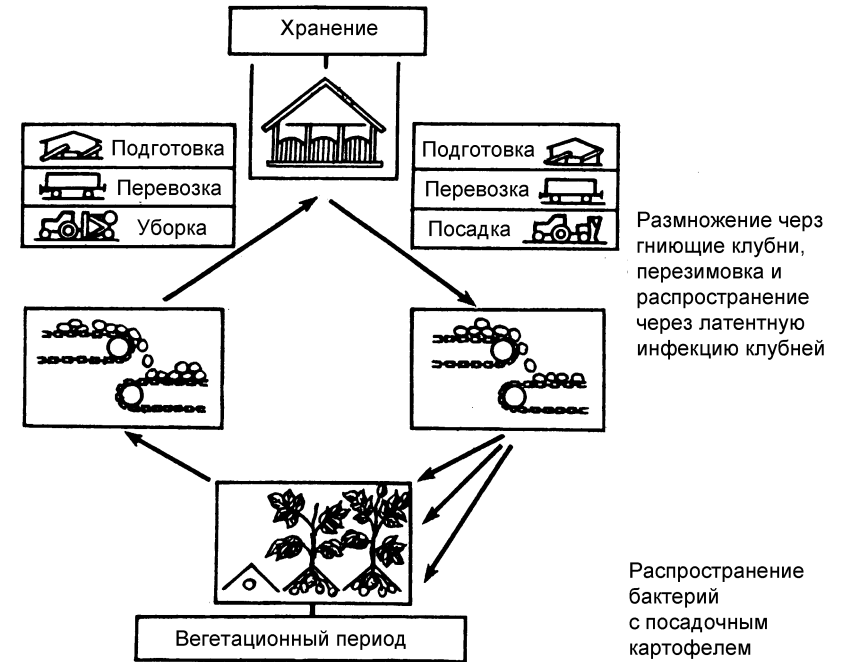 Хранение
Подготовка
Перевозка
Уборка
Подготовка
Перевозка
Посадка
Размножение черз
гниющие клубни,
перезимовка и
распространение
через латентную
инфекцию клубней
Вегетационный период
Распространение
бактерий
с посадочным
картофелем